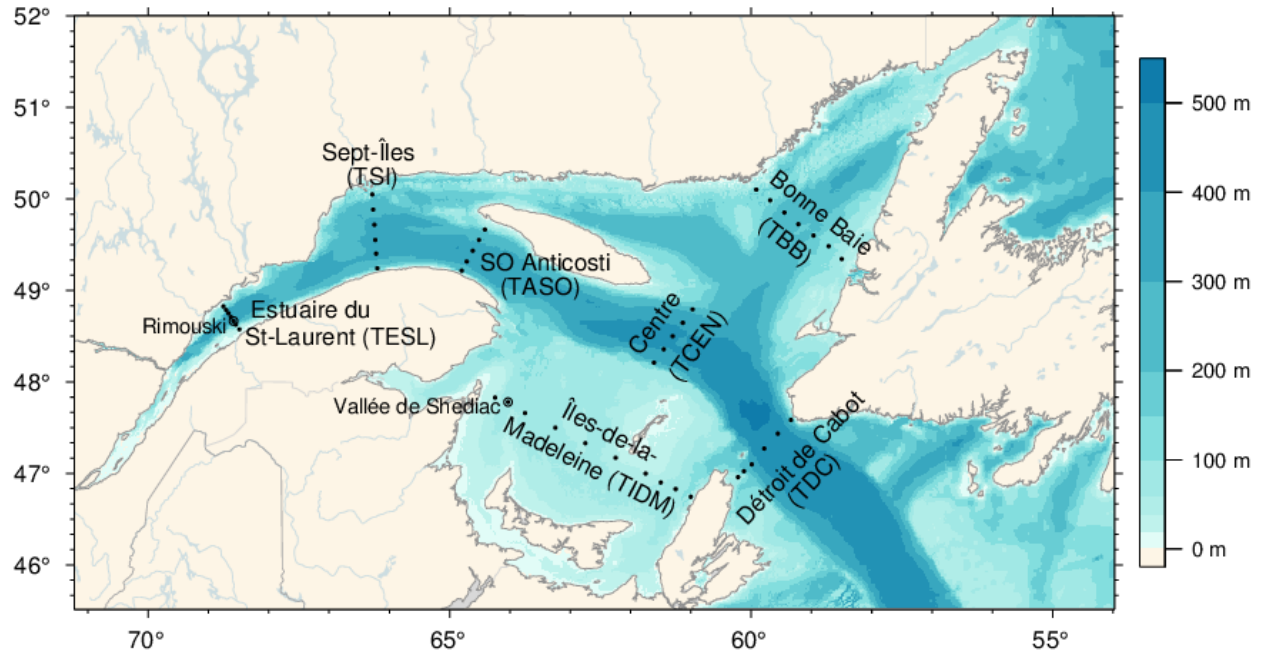 52°
51°
50°
49°
48°
47°
46°
Sept-Îles
(TSI)
SO Anticosti
(TASO)
Estuaire du
St-Laurent (TESL)
Rimouski
Bonne Baie
(TBB)
Centre
(TCEN)
Vallée de Shediac
Îles-de-la-
Madeleine (TIDM)
Détroit de Cabot
(TDC)
70°
65°
60°
55°
500 m
400 m
300 m
200 m
100 m
0 m